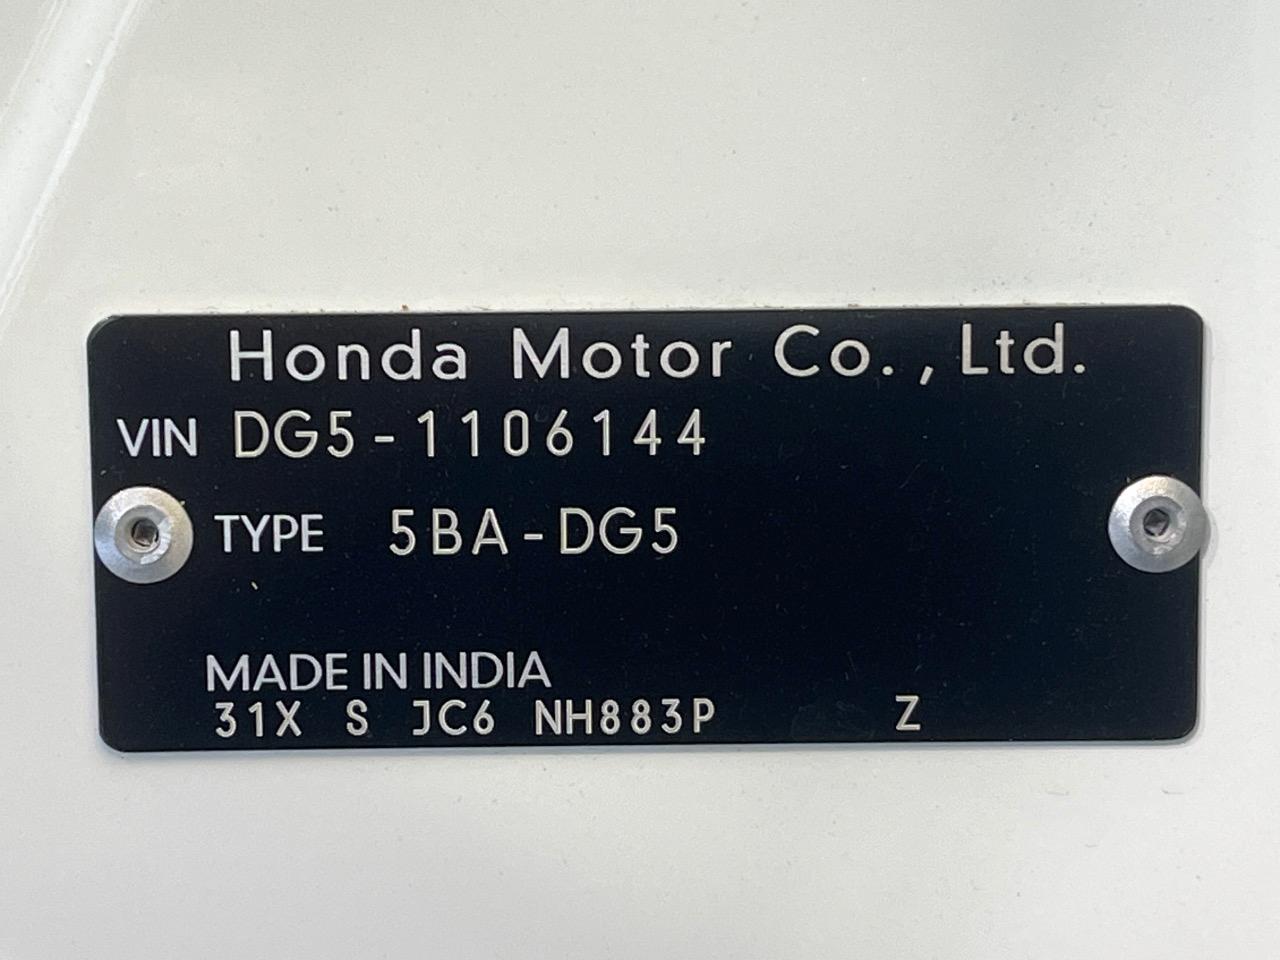 Honda Motor Co., Ltd.
VIN DG5-1106144
TYPE 5BA-DG5
MADE IN INDIA
31X S JC6 NH883P Z